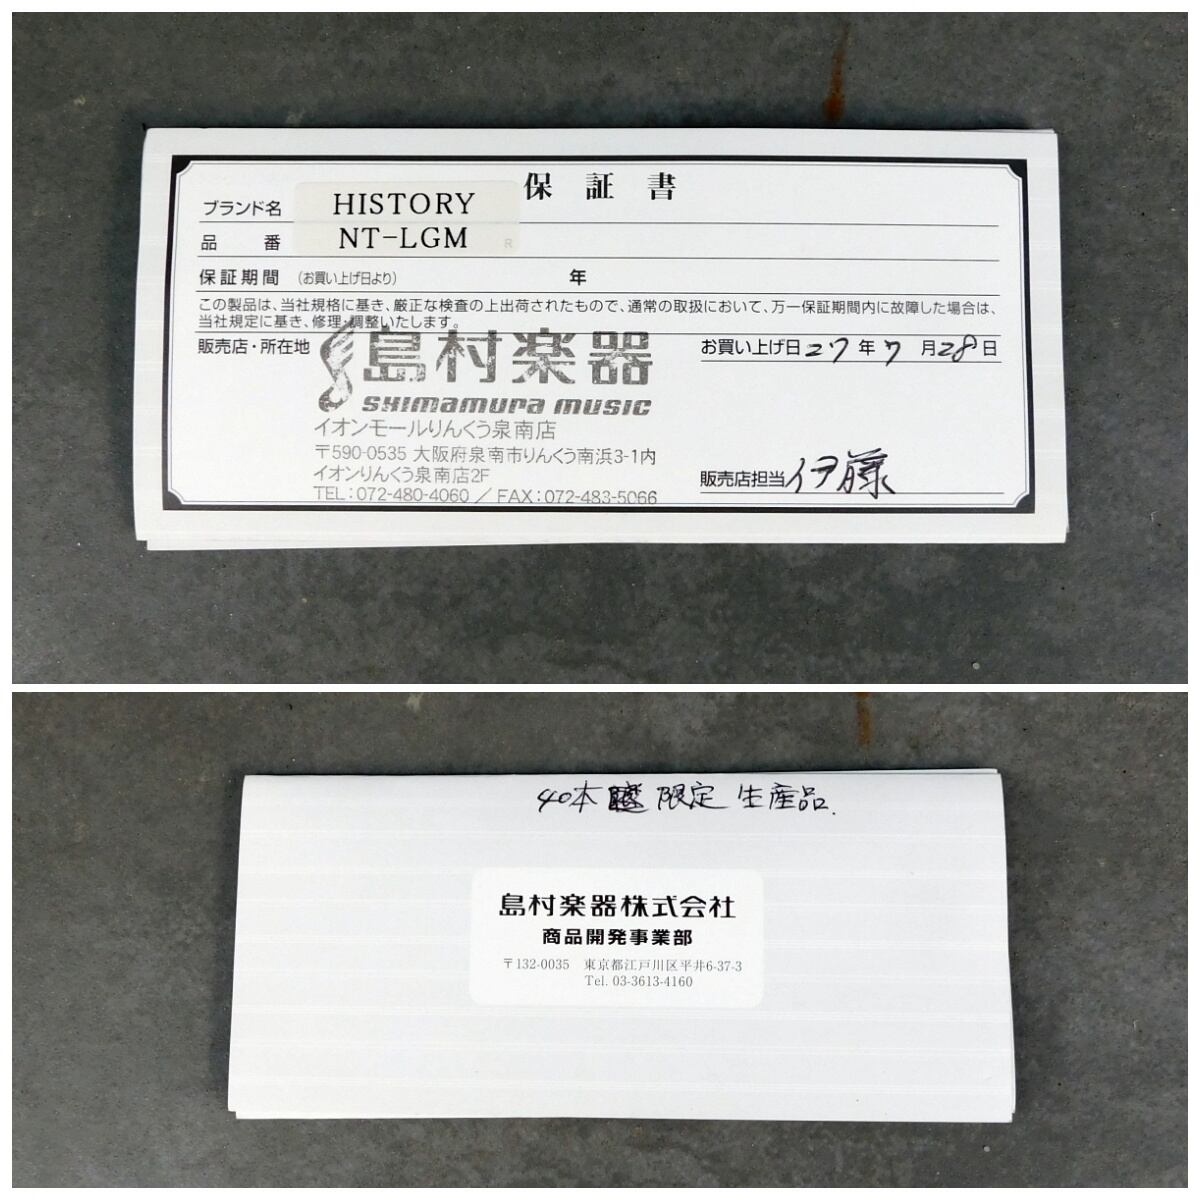 保証書
ブランド名 HISTORY
品番 NT-LGM
R
保証期間 (お買い上げ日より) 年
この製品は、当社規格に基き、厳正な検査の上出荷されたもので、通常の取扱において、万一保証期間内に故障した場合は、
当社規定に基き、修理・調整いたします。
販売店・所在地
島村楽器
SHIMAMURA MUSIC
イオンモールりんくう泉南店
〒590-0535 大阪府泉南市りんくう南浜3-1内
イオンりんくう泉南店2F
TEL:072-480-4060 / FAX:072-483-5066
お買い上げ日27年7月28日
販売店担当 伊藤
40本 限定生産品.
島村楽器株式会社
商品開発事業部
〒132-0035 東京都江戸川区平井6-37-3
Tel. 03-3613-4160